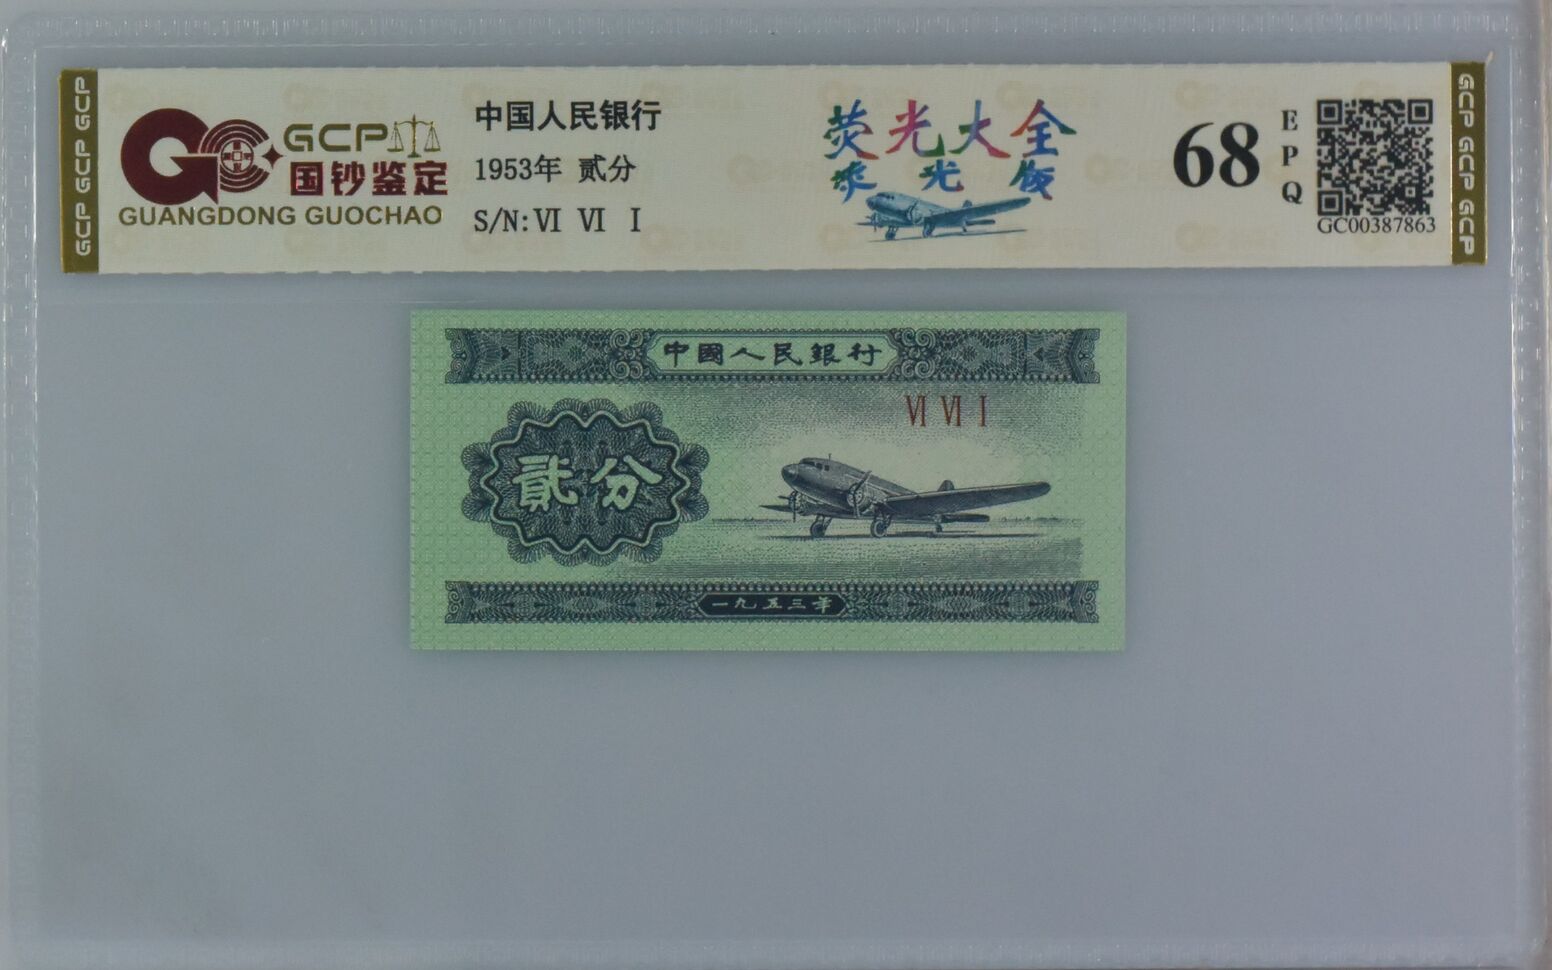 GCP GCP GCP
GCP
国钞鉴定
GUANGDONG GUOCHAO
中国人民银行
1953年 贰分
S/N: Ⅵ Ⅵ Ⅰ
荧光大全
光版
68
EPQ
GC00387863
GCP GCP GCP
中國人民銀行
Ⅵ Ⅵ Ⅰ
貳分
一九五三年